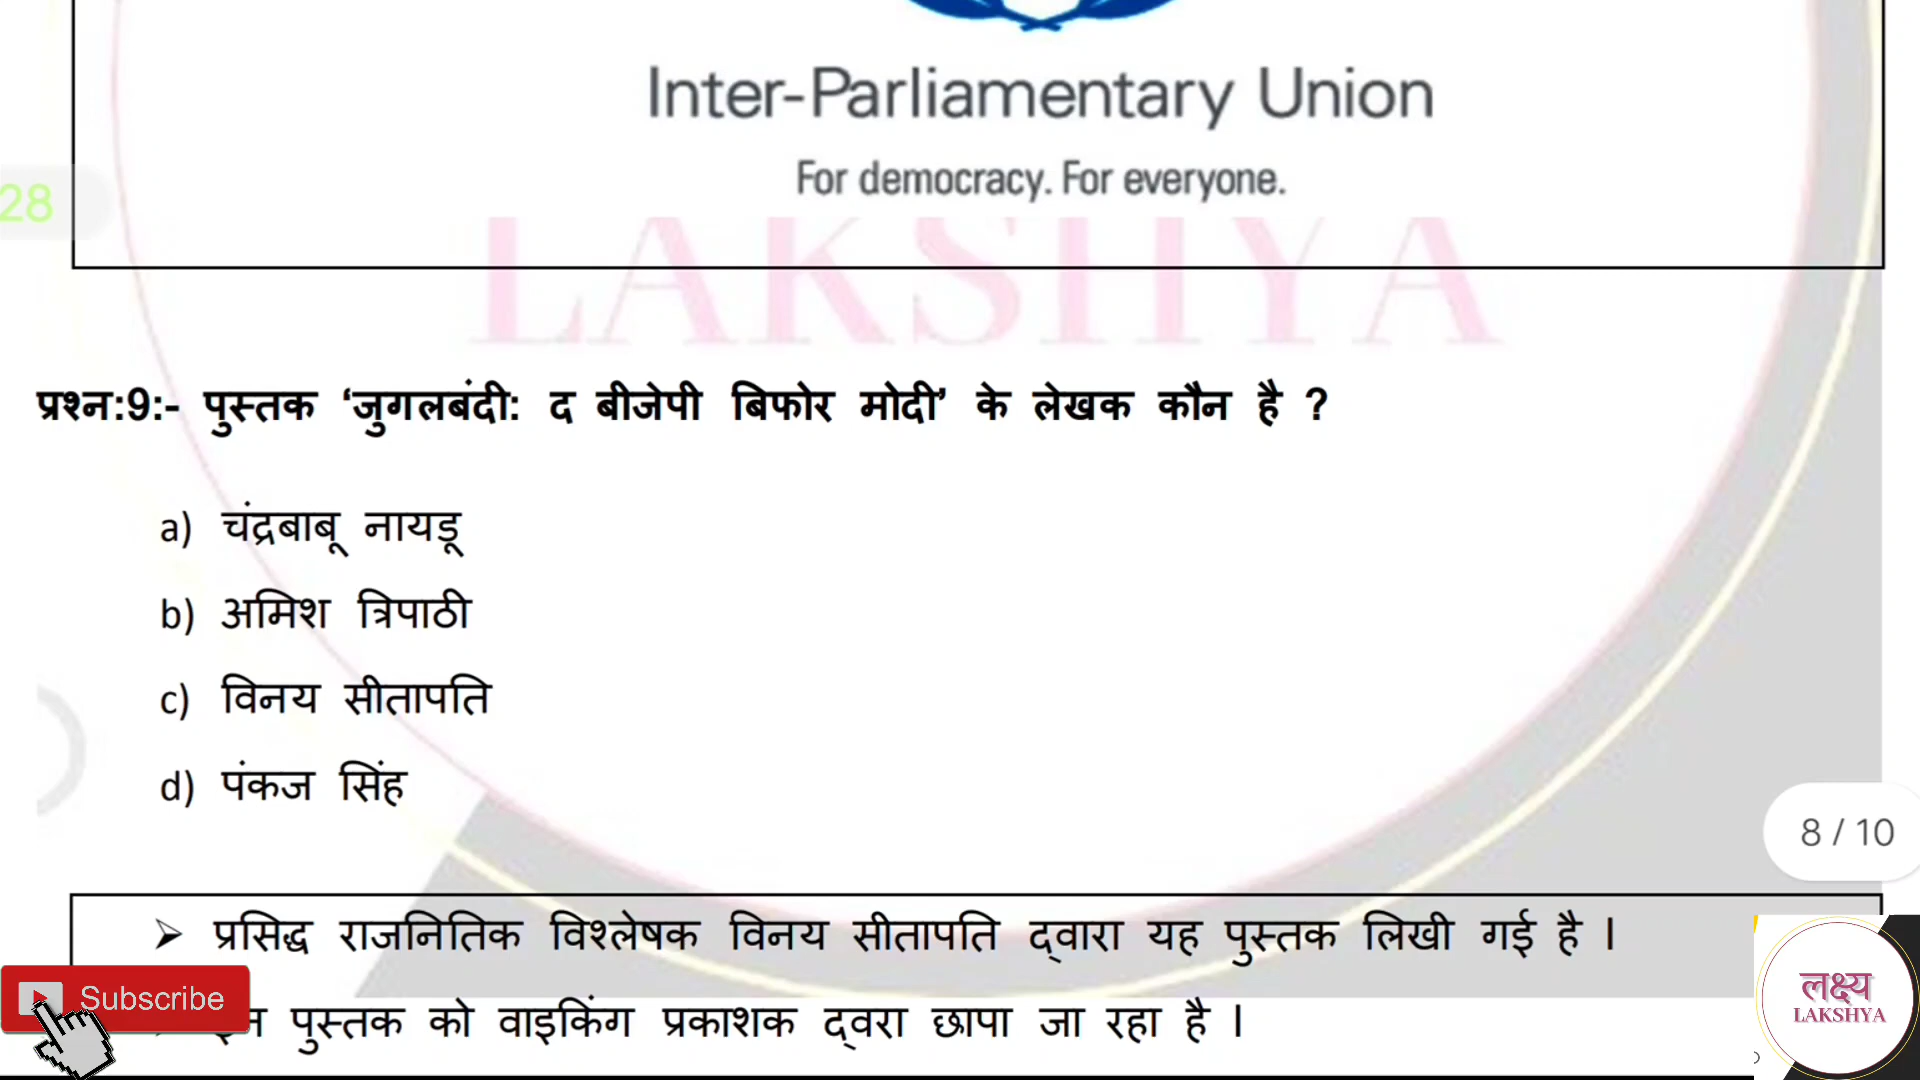 Inter-Parliamentary Union
For democracy. For everyone.
28
LAKSHYA
प्रश्न:9:- पुस्तक ‘जुगलबंदी: द बीजेपी बिफोर मोदी’ के लेखक कौन है ?
a) चंद्रबाबू नायडू
b) अमिश त्रिपाठी
c) विनय सीतापति
d) पंकज सिंह
8 / 10
➢ प्रसिद्ध राजनितिक विश्लेषक विनय सीतापति द्वारा यह पुस्तक लिखी गई है ।
Subscribe
पुस्तक को वाइकिंग प्रकाशक द्वरा छापा जा रहा है ।
लक्ष्य
LAKSHYA